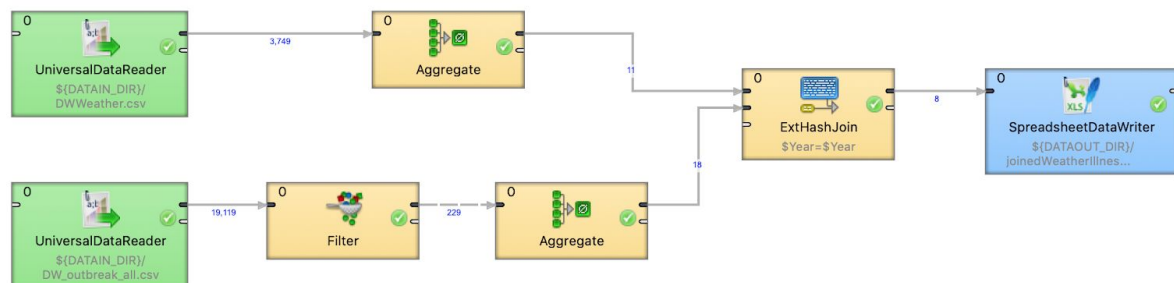 0
a;b
UniversalDataReader
${DATAIN_DIR}/
DWWeather.csv
3,749
0
Aggregate
11
0
ExtHashJoin
$Year=$Year
8
0
XLS
SpreadsheetDataWriter
${DATAOUT_DIR}/
joinedWeatherIllnes...
0
a;b
UniversalDataReader
${DATAIN_DIR}/
DW_outbreak_all.csv
19,119
0
Filter
229
0
Aggregate
18